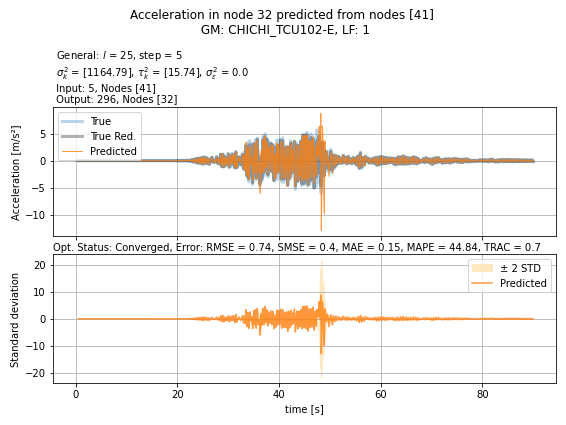 Acceleration in node 32 predicted from nodes [41]
GM: CHICHI_TCU102-E, LF: 1
General: l = 25, step = 5
σ²ₖ = [1164.79], τ²ₖ = [15.74], σ²ε = 0.0
Input: 5, Nodes [41]
Output: 296, Nodes [32]
True
True Red.
Predicted
Acceleration [m/s²]
5
0
−5
−10
Opt. Status: Converged, Error: RMSE = 0.74, SMSE = 0.4, MAE = 0.15, MAPE = 44.84, TRAC = 0.7
± 2 STD
Predicted
Standard deviation
20
10
0
−10
−20
0 20 40 60 80
time [s]